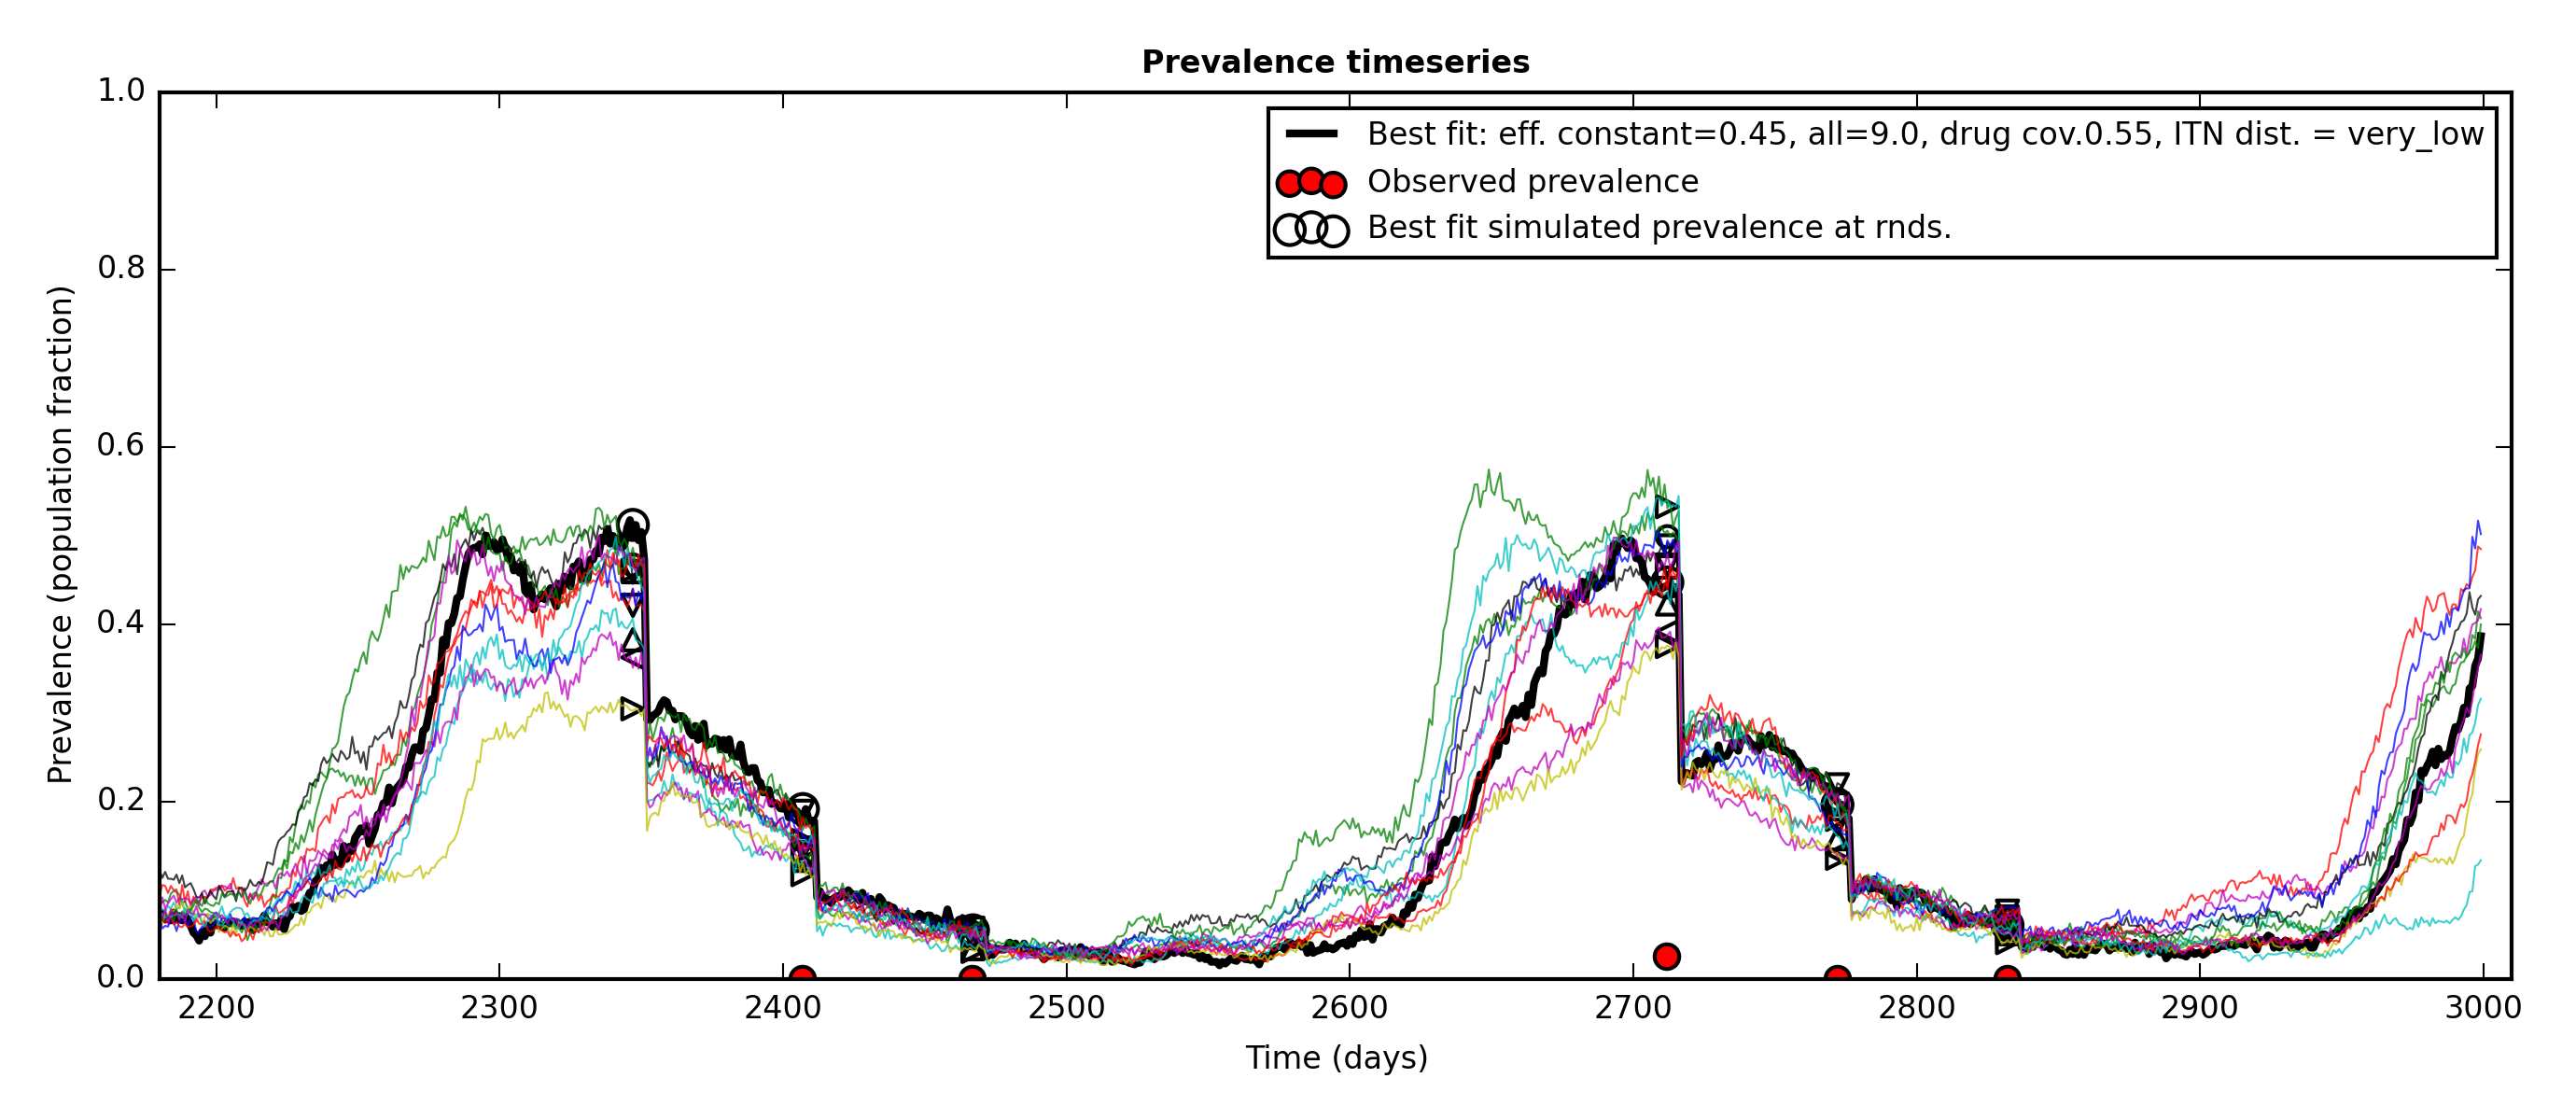 Prevalence timeseries
1.0
0.8
0.6
0.4
0.2
0.0
Prevalence (population fraction)
Best fit: eff. constant=0.45, all=9.0, drug cov.0.55, ITN dist. = very_low
Observed prevalence
Best fit simulated prevalence at rnds.
2200 2300 2400 2500 2600 2700 2800 2900 3000
Time (days)